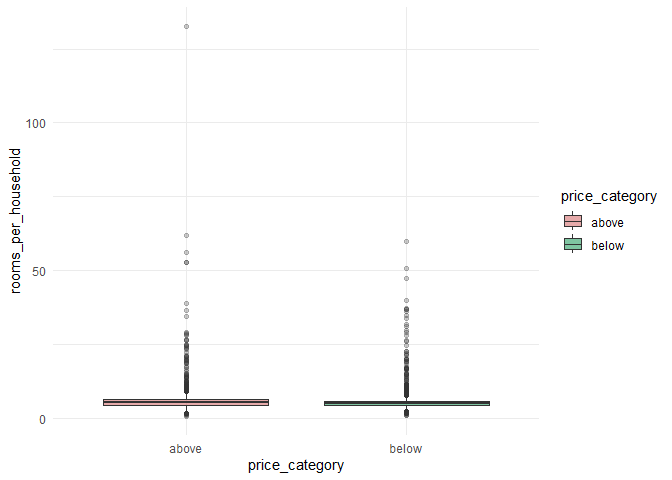 100
50
0
rooms_per_household
above
below
price_category
price_category
above
below